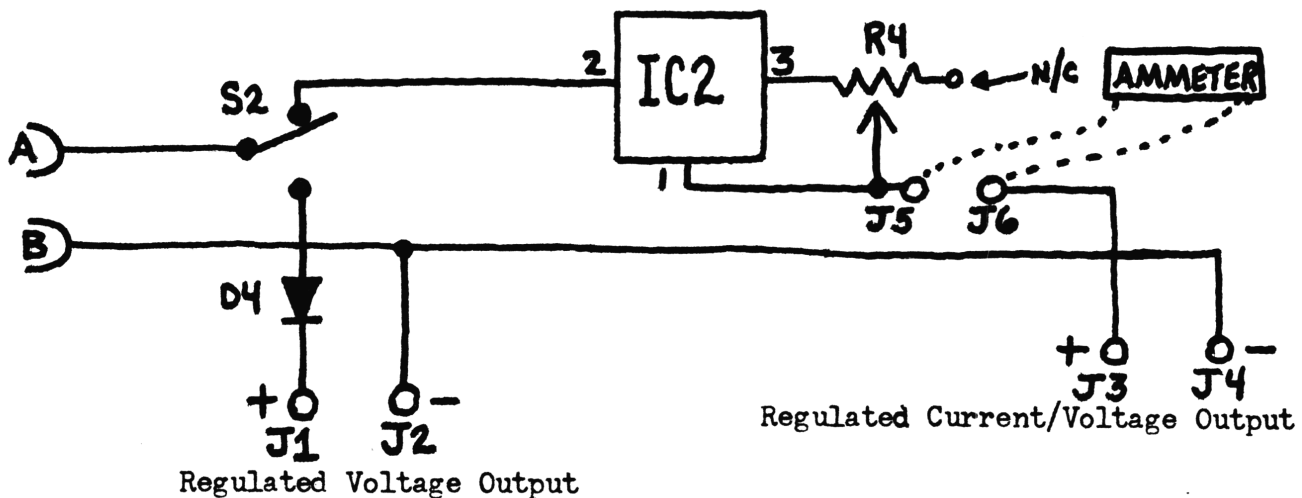 R4
2
IC2
3
N/C
AMMETER
S2
A
1
J5
J6
B
D4
+
-
J3
J4
+
-
Regulated Current/Voltage Output
J1
J2
Regulated Voltage Output